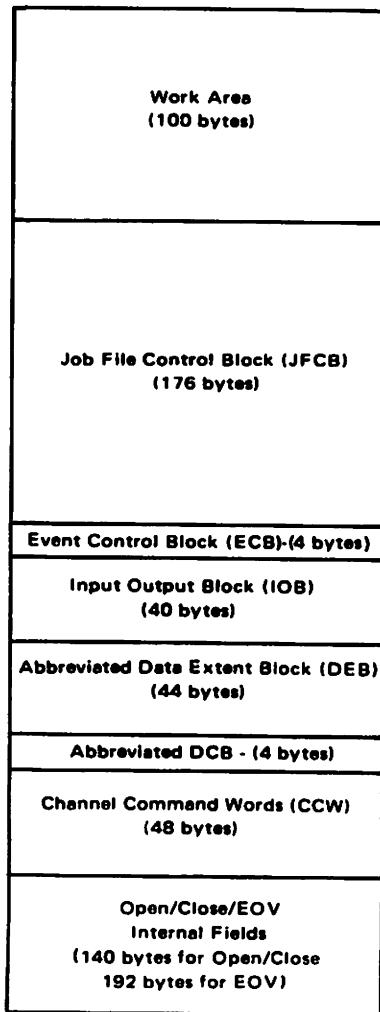 Work Area
(100 bytes)
Job File Control Block (JFCB)
(176 bytes)
Event Control Block (ECB)-(4 bytes)
Input Output Block (IOB)
(40 bytes)
Abbreviated Data Extent Block (DEB)
(44 bytes)
Abbreviated DCB - (4 bytes)
Channel Command Words (CCW)
(48 bytes)
Open/Close/EOV
Internal Fields
(140 bytes for Open/Close
192 bytes for EOV)